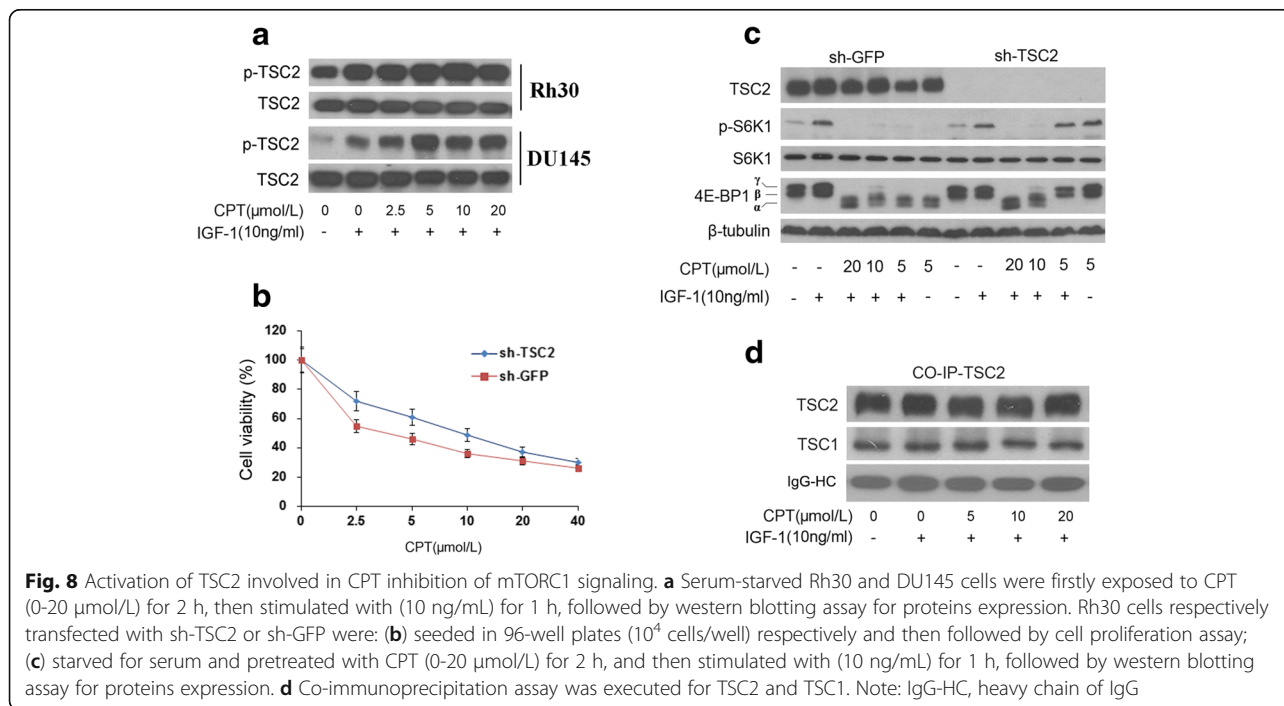 a
p-TSC2
TSC2
Rh30
p-TSC2
TSC2
DU145
CPT(μmol/L) 0 0 2.5 5 10 20
IGF-1(10ng/ml) - + + + + +
b
120
100
80
60
40
20
0
Cell viability (%)
sh-TSC2
sh-GFP
0 2.5 5 10 20 40
CPT(μmol/L)
c
sh-GFP sh-TSC2
TSC2
p-S6K1
S6K1
4E-BP1 γ β α
β-tubulin
CPT(μmol/L) - - 20 10 5 5 - - 20 10 5 5
IGF-1(10ng/ml) - + + + + - - + + + + -
d
CO-IP-TSC2
TSC2
TSC1
IgG-HC
CPT(μmol/L) 0 0 5 10 20
IGF-1(10ng/ml) - + + + +
Fig. 8 Activation of TSC2 involved in CPT inhibition of mTORC1 signaling. a Serum-starved Rh30 and DU145 cells were firstly exposed to CPT
(0-20 μmol/L) for 2 h, then stimulated with (10 ng/mL) for 1 h, followed by western blotting assay for proteins expression. Rh30 cells respectively
transfected with sh-TSC2 or sh-GFP were: (b) seeded in 96-well plates (10⁴ cells/well) respectively and then followed by cell proliferation assay;
(c) starved for serum and pretreated with CPT (0-20 μmol/L) for 2 h, and then stimulated with (10 ng/mL) for 1 h, followed by western blotting
assay for proteins expression. d Co-immunoprecipitation assay was executed for TSC2 and TSC1. Note: IgG-HC, heavy chain of IgG